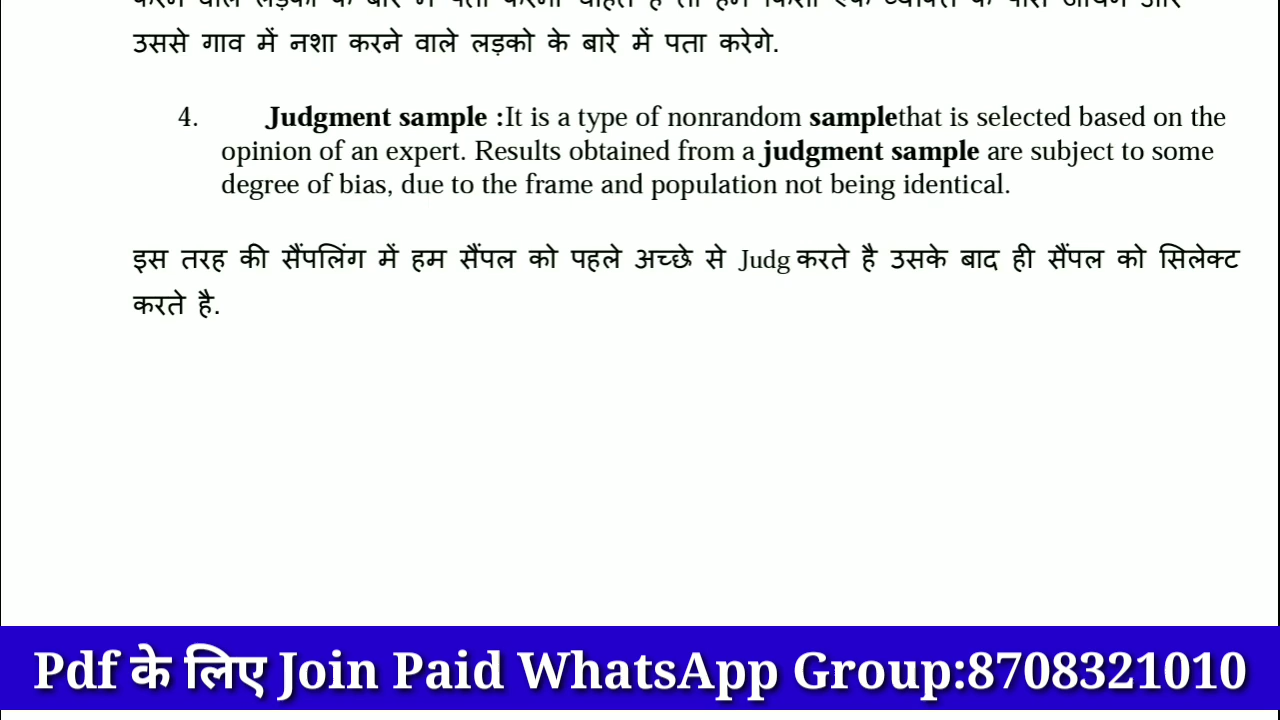 उससे गाव में नशा करने वाले लड़को के बारे में पता करेगे.
4. Judgment sample :It is a type of nonrandom samplethat is selected based on the
opinion of an expert. Results obtained from a judgment sample are subject to some
degree of bias, due to the frame and population not being identical.
इस तरह की सैंपलिंग में हम सैंपल को पहले अच्छे से Judg करते है उसके बाद ही सैंपल को सिलेक्ट
करते है.
Pdf के लिए Join Paid WhatsApp Group:8708321010